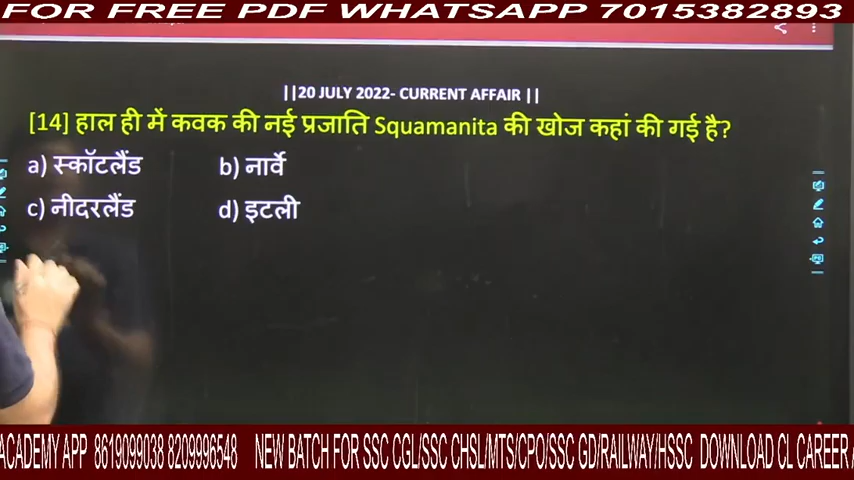 FOR FREE PDF WHATSAPP 7015382893
||20 JULY 2022- CURRENT AFFAIR ||
[14] हाल ही में कवक की नई प्रजाति Squamanita की खोज कहां की गई है?
a) स्कॉटलैंड b) नार्वे
c) नीदरलैंड d) इटली
ACADEMY APP 8619099038 8209996548 NEW BATCH FOR SSC CGL/SSC CHSL/MTS/CPO/SSC GD/RAILWAY/HSSC DOWNLOAD CL CAREER